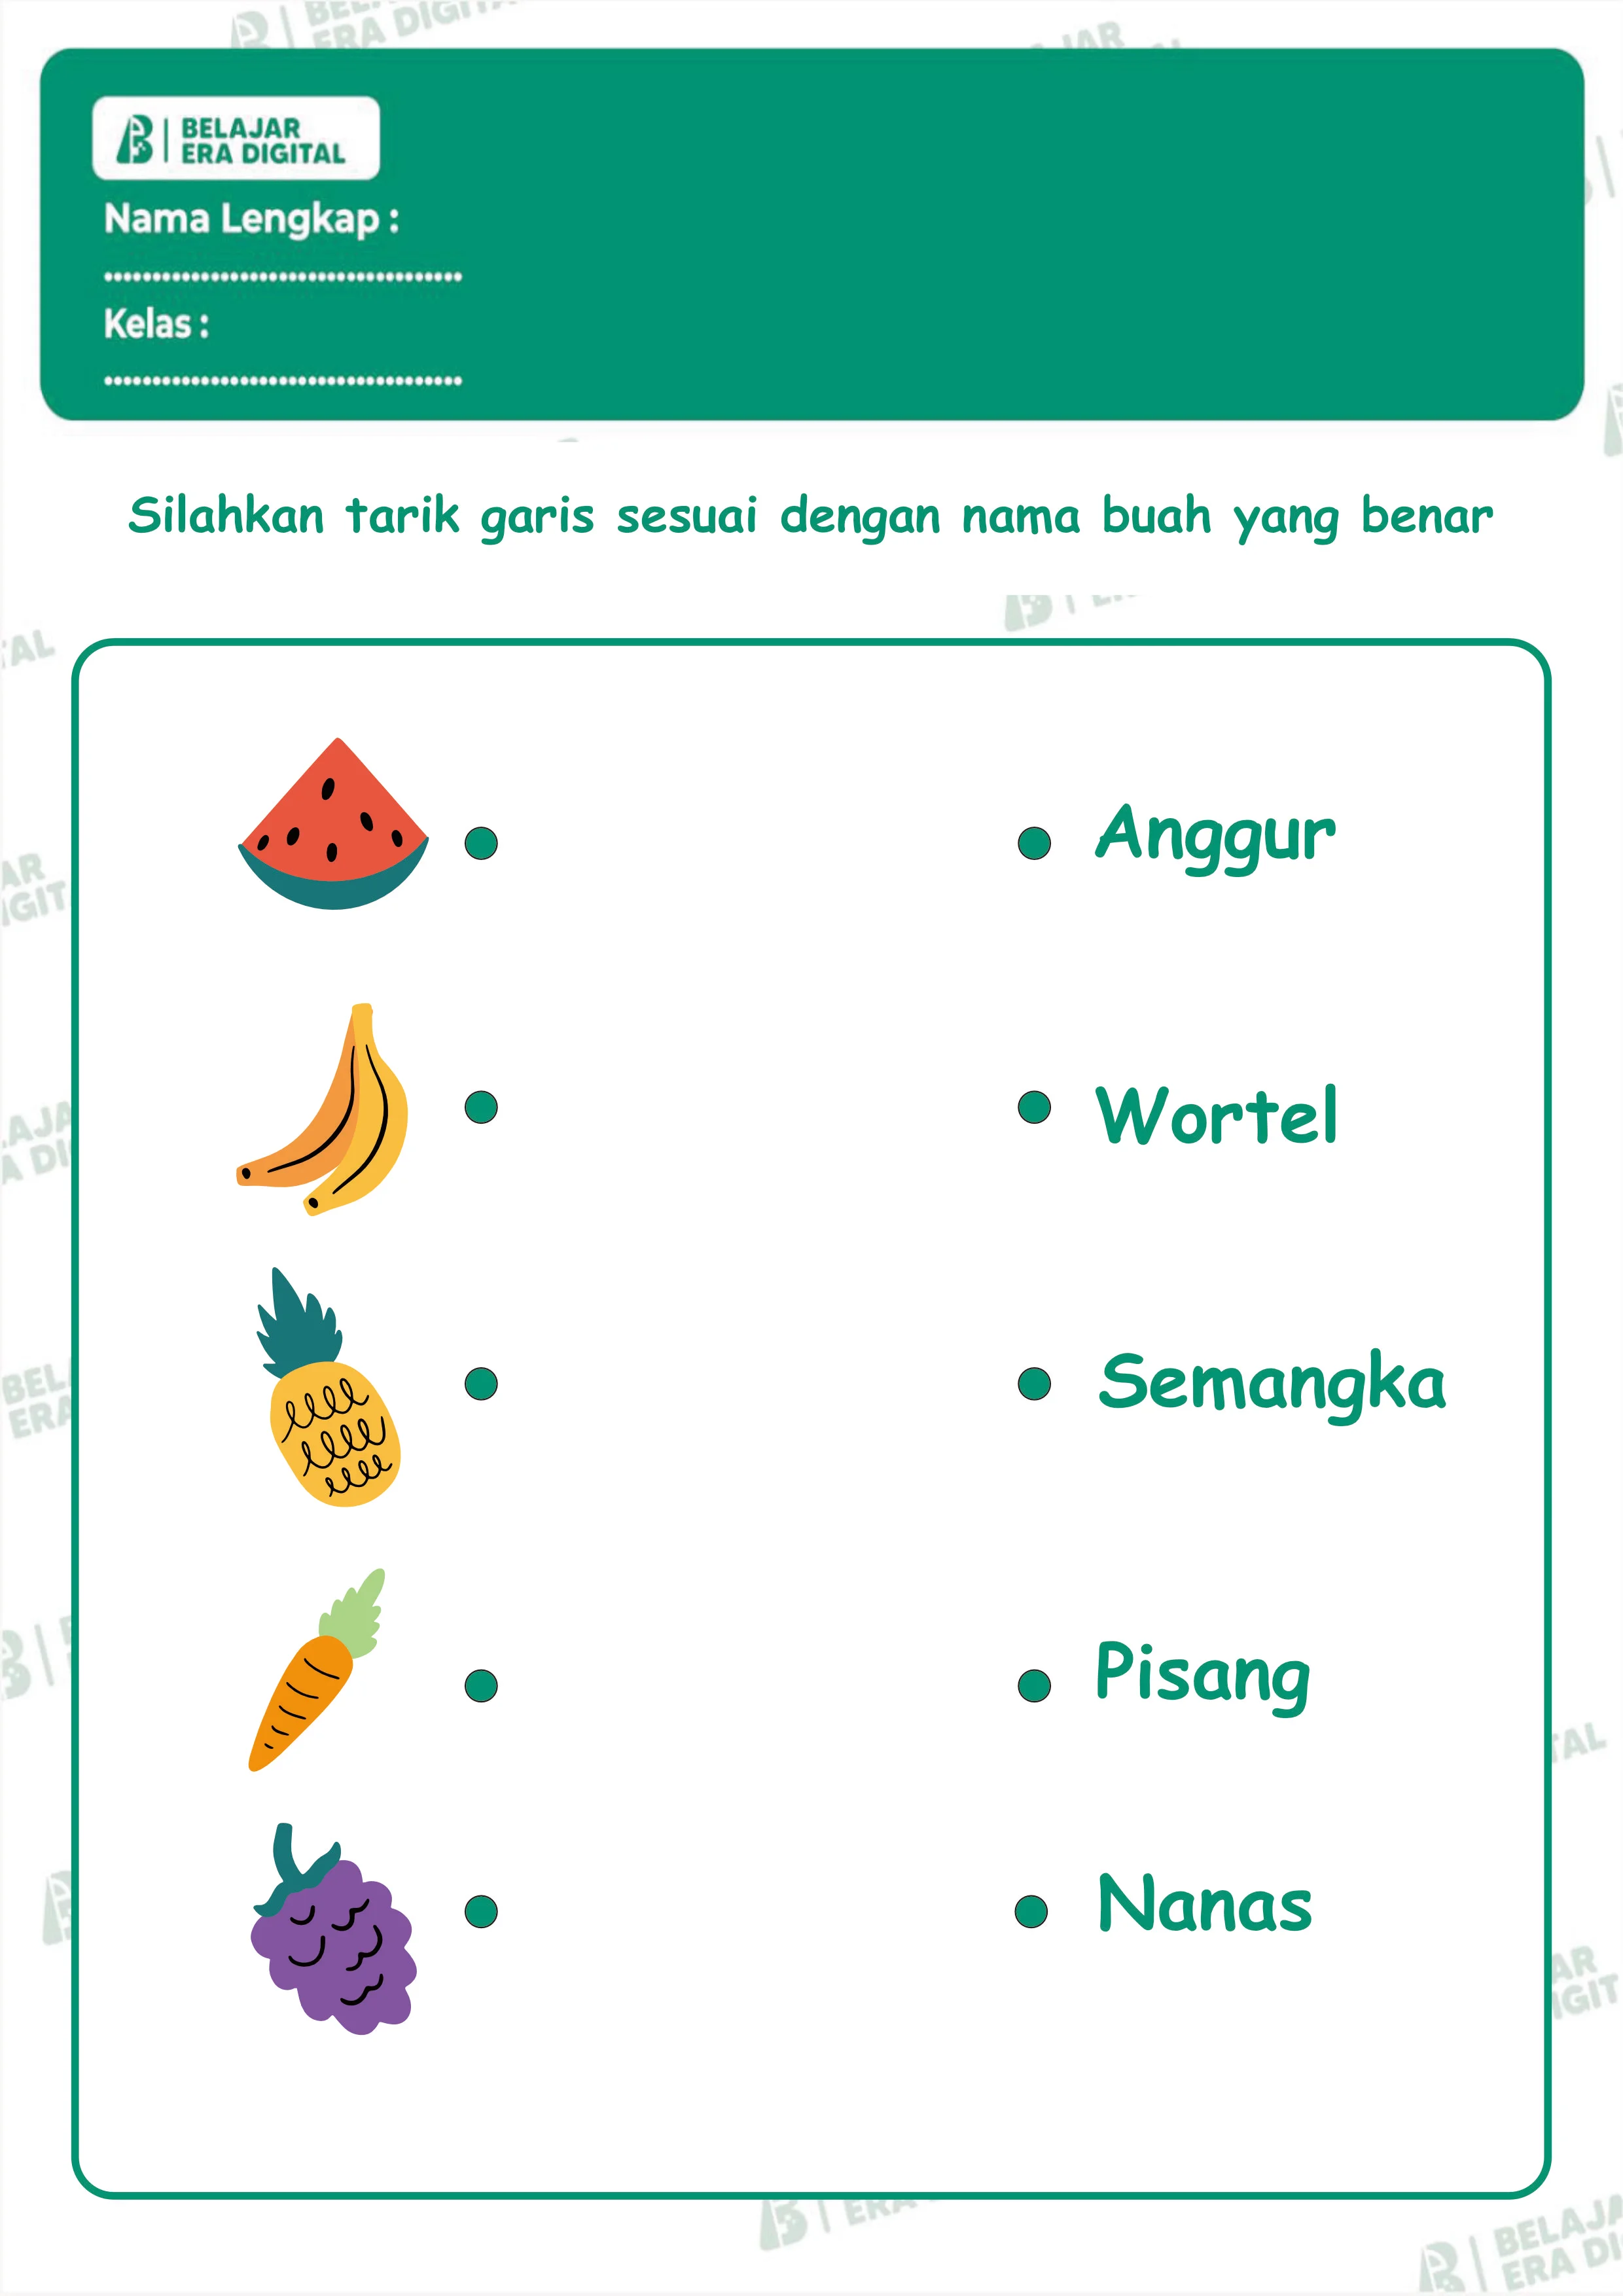 BELAJAR
ERA DIGITAL
Nama Lengkap :
.....................................
Kelas :
.....................................
Silahkan tarik garis sesuai dengan nama buah yang benar
Anggur
Wortel
Semangka
Pisang
Nanas